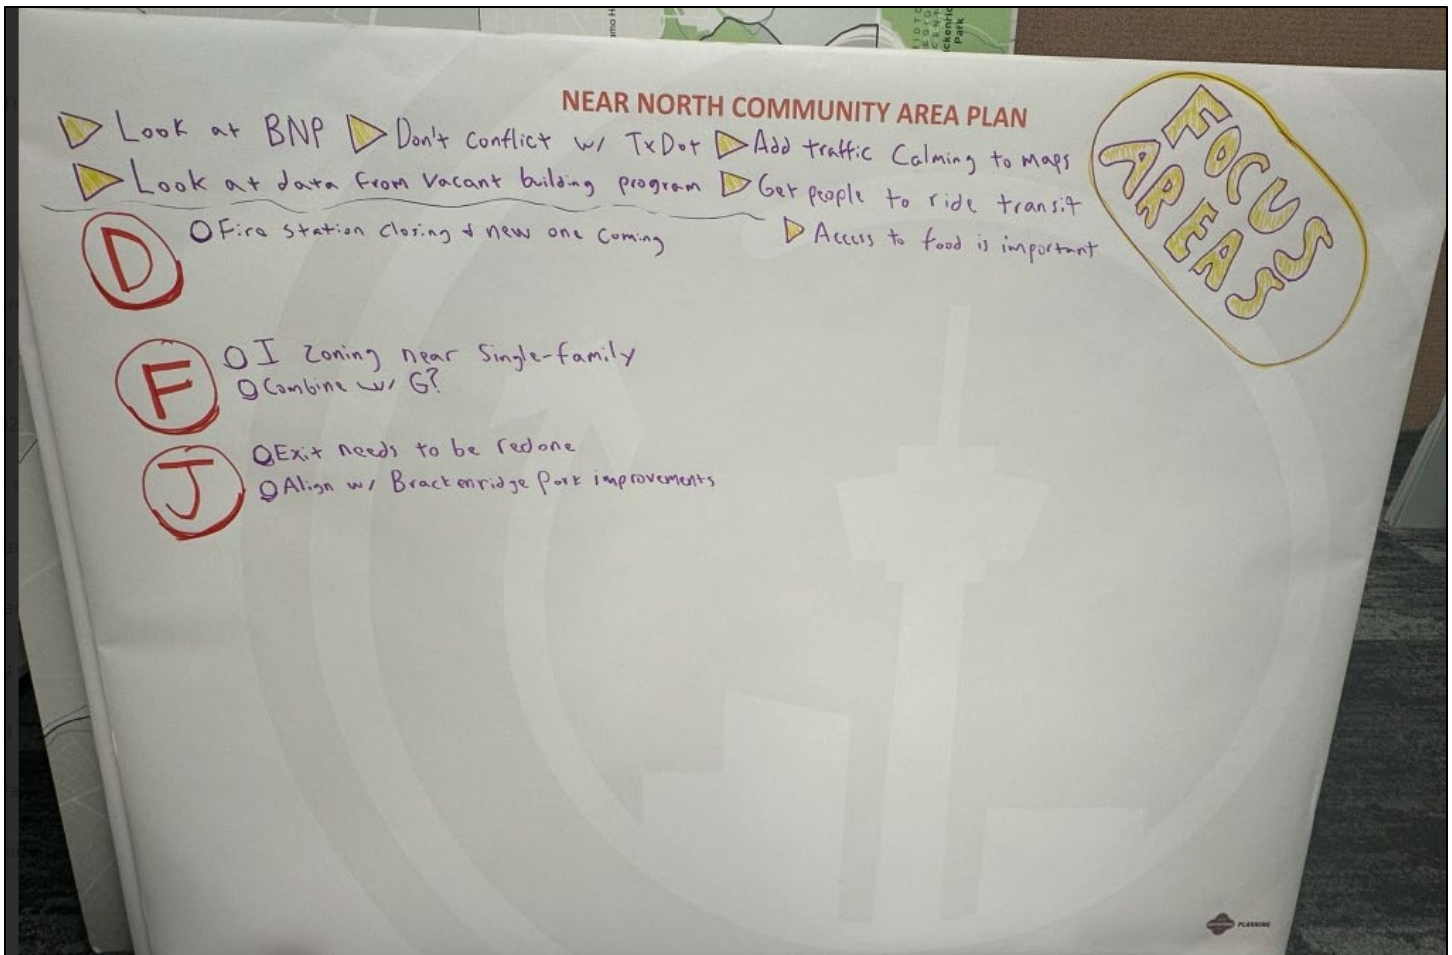 NEAR NORTH COMMUNITY AREA PLAN
FOCUS
AREAS
Look at BNP Don't Conflict w/ TxDot Add traffic Calming to maps
Look at data from vacant building program Get people to ride transit
Access to food is important
D
Fire station closing & new one coming
F
I zoning near Single-family
Combine w/ G?
J
Exit needs to be redone
Align w/ Brackenridge Park improvements
PLANNING
Park